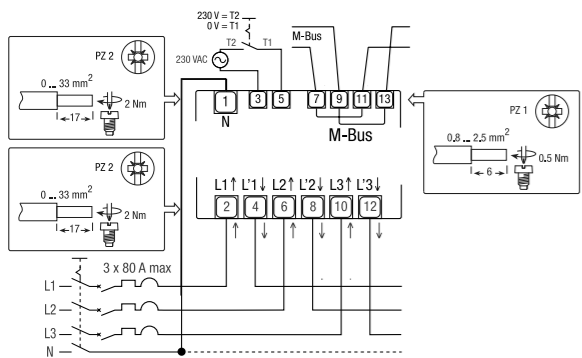 230 V = T2
0 V = T1
T2 T1
230 VAC
M-Bus
PZ 2
0 ... 33 mm²
17
2 Nm
1 3 5 7 9 11 13
N
M-Bus
PZ 1
0,8 ... 2,5 mm²
6
0.5 Nm
PZ 2
0 ... 33 mm²
17
2 Nm
L1↑ L'1↓ L2↑ L'2↓ L3↑ L'3↓
2 4 6 8 10 12
3 x 80 A max
L1
L2
L3
N